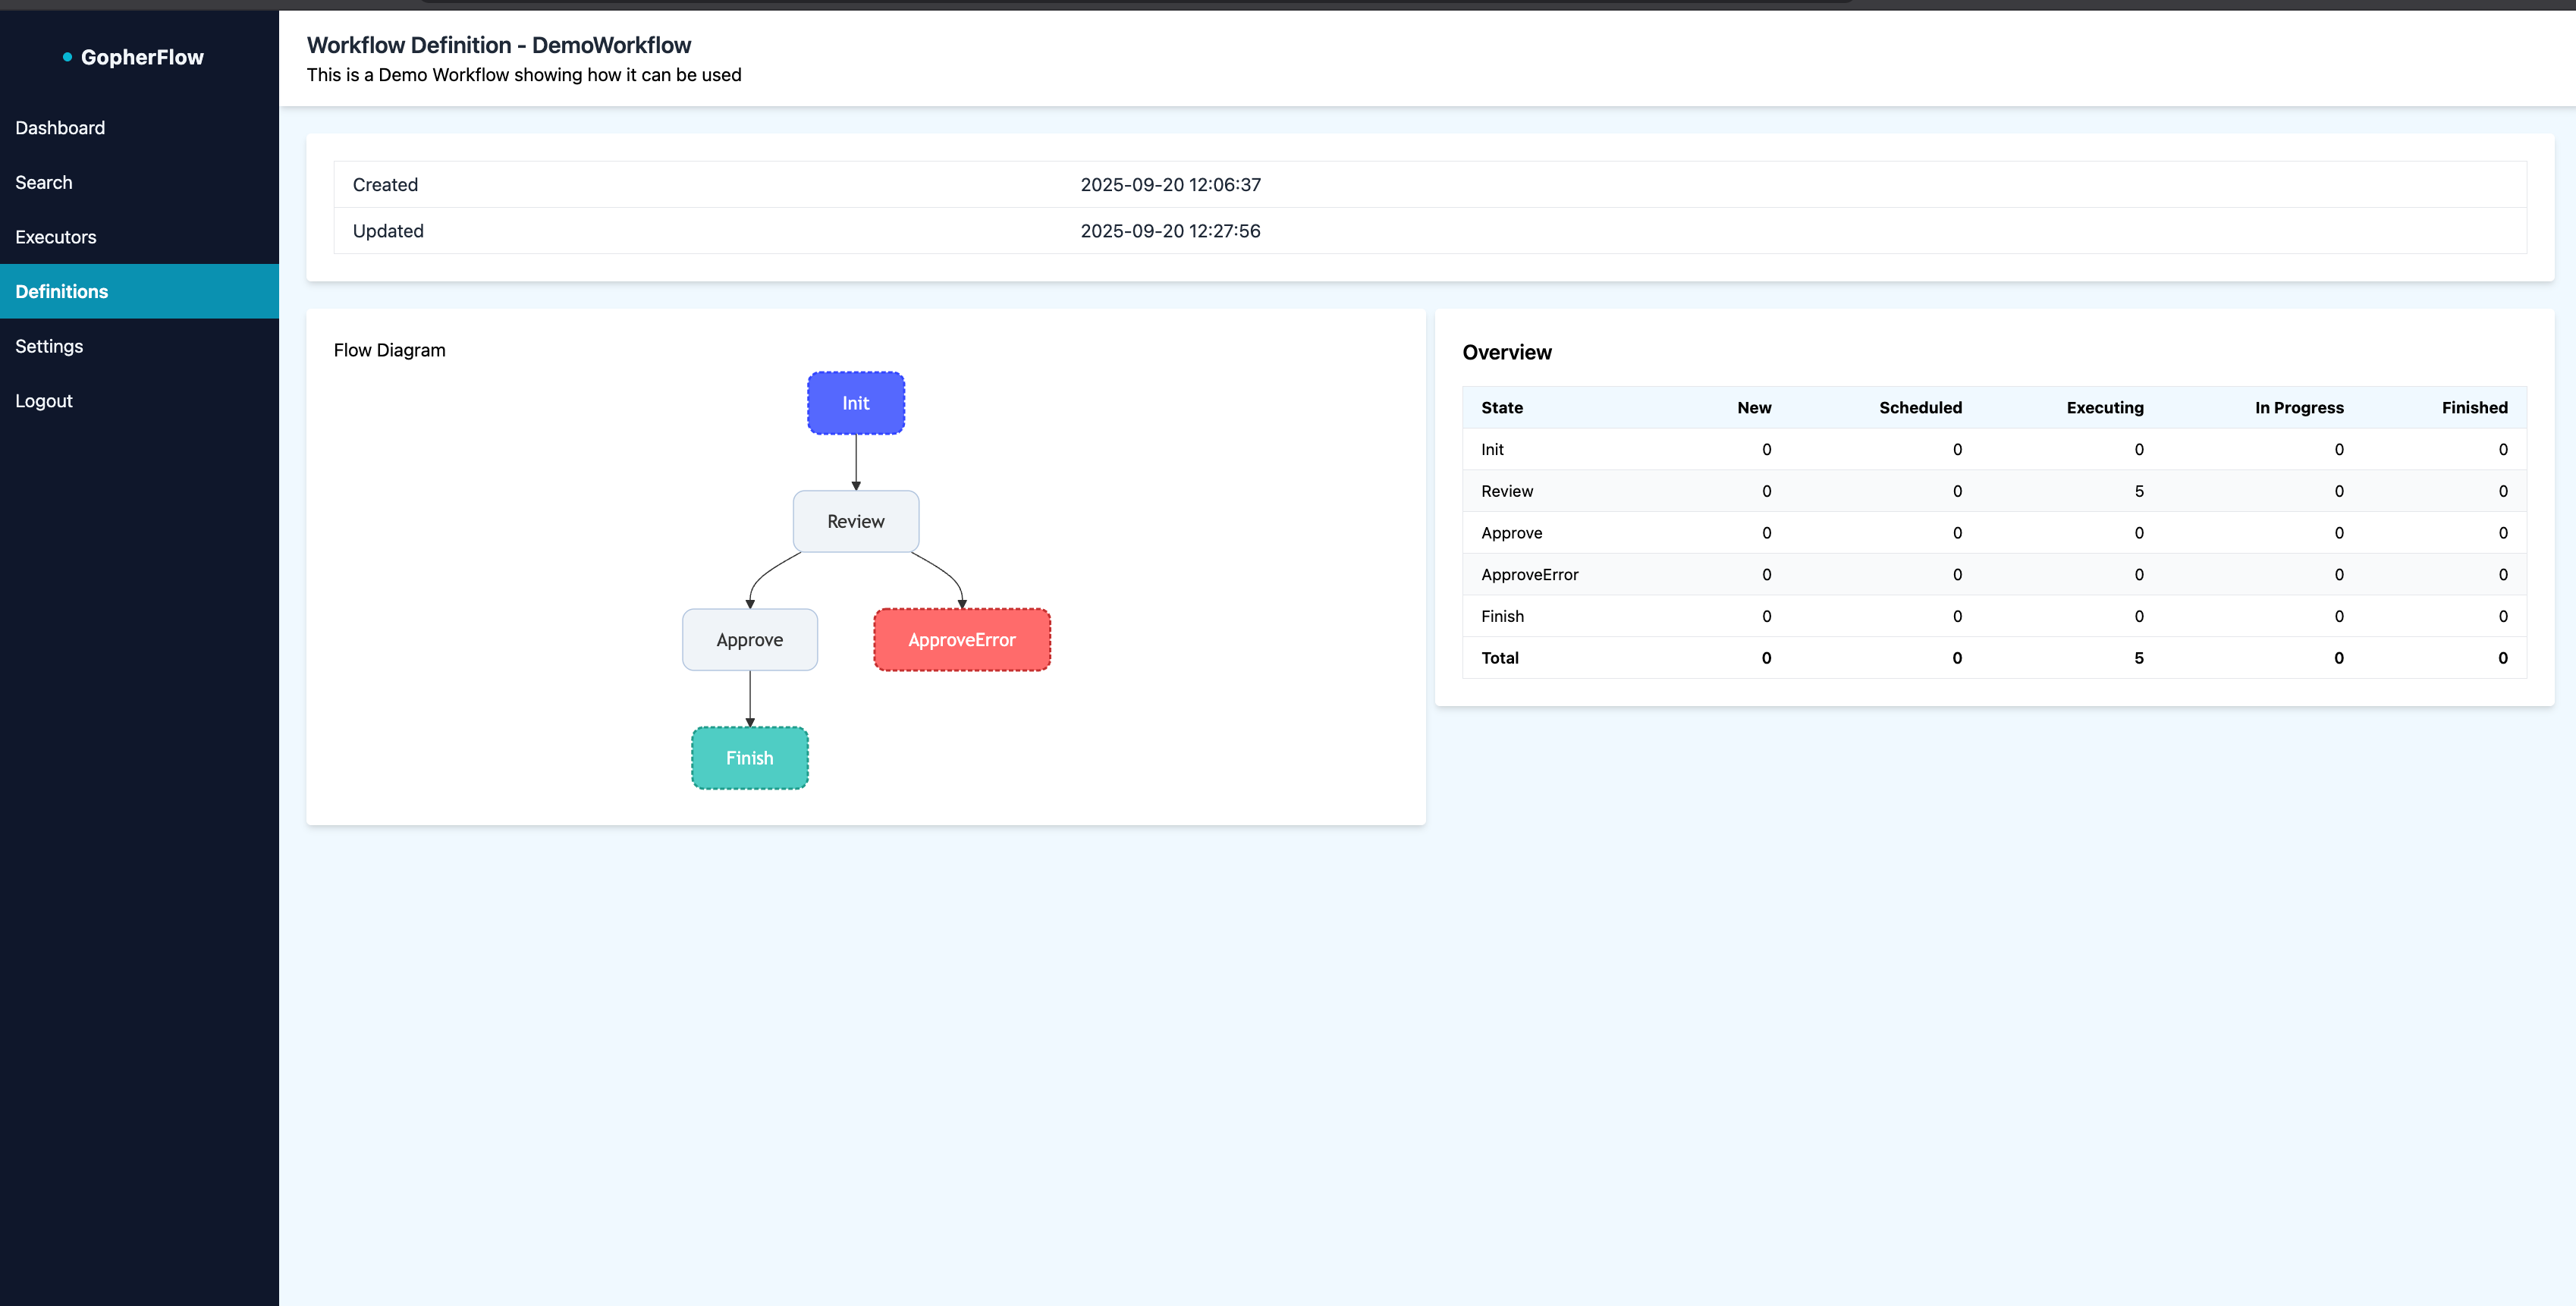 GopherFlow
Dashboard
Search
Executors
Definitions
Settings
Logout
Workflow Definition - DemoWorkflow
This is a Demo Workflow showing how it can be used
Created 2025-09-20 12:06:37
Updated 2025-09-20 12:27:56
Flow Diagram
Init
Review
Approve ApproveError
Finish
Overview
State New Scheduled Executing In Progress Finished
Init 0 0 0 0 0
Review 0 0 5 0 0
Approve 0 0 0 0 0
ApproveError 0 0 0 0 0
Finish 0 0 0 0 0
Total 0 0 5 0 0